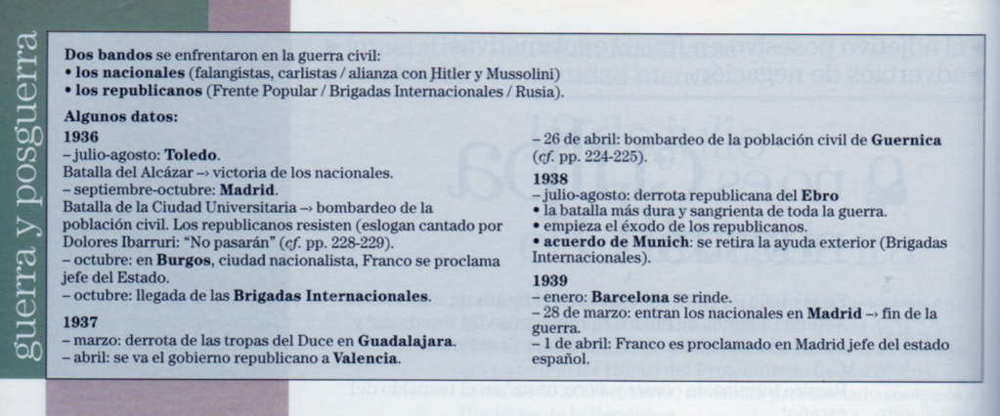 guerra y posguerra
Dos bandos se enfrentaron en la guerra civil:
• los nacionales (falangistas, carlistas / alianza con Hitler y Mussolini)
• los republicanos (Frente Popular / Brigadas Internacionales / Rusia).
Algunos datos:
1936
– julio-agosto: Toledo.
Batalla del Alcázar –› victoria de los nacionales.
– septiembre-octubre: Madrid.
Batalla de la Ciudad Universitaria –› bombardeo de la
población civil. Los republicanos resisten (eslogan cantado por
Dolores Ibarruri: "No pasarán" (cf. pp. 228-229).
– octubre: en Burgos, ciudad nacionalista, Franco se proclama
jefe del Estado.
– octubre: llegada de las Brigadas Internacionales.
1937
– marzo: derrota de las tropas del Duce en Guadalajara.
– abril: se va el gobierno republicano a Valencia.
– 26 de abril: bombardeo de la población civil de Guernica
(cf. pp. 224-225).
1938
– julio-agosto: derrota republicana del Ebro
• la batalla más dura y sangrienta de toda la guerra.
• empieza el éxodo de los republicanos.
• acuerdo de Munich: se retira la ayuda exterior (Brigadas
Internacionales).
1939
– enero: Barcelona se rinde.
– 28 de marzo: entran los nacionales en Madrid –› fin de la
guerra.
– 1 de abril: Franco es proclamado en Madrid jefe del estado
español.